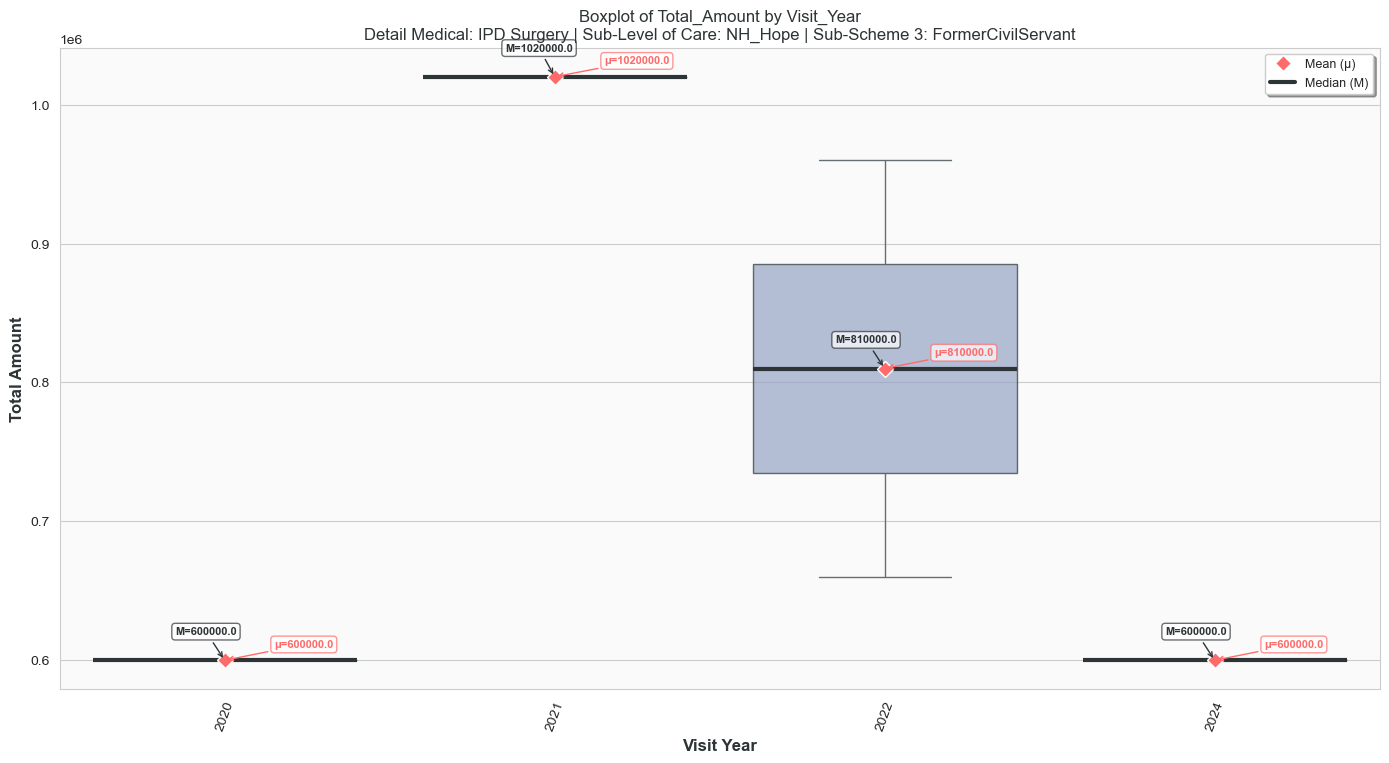 Boxplot of Total_Amount by Visit_Year
Detail Medical: IPD Surgery | Sub-Level of Care: NH_Hope | Sub-Scheme 3: FormerCivilServant
1e6
M=1020000.0
μ=1020000.0
Mean (μ)
Median (M)
1.0
0.9
M=810000.0
μ=810000.0
0.8
Total Amount
0.7
M=600000.0
μ=600000.0
M=600000.0
μ=600000.0
0.6
2020
2021
2022
2024
Visit Year